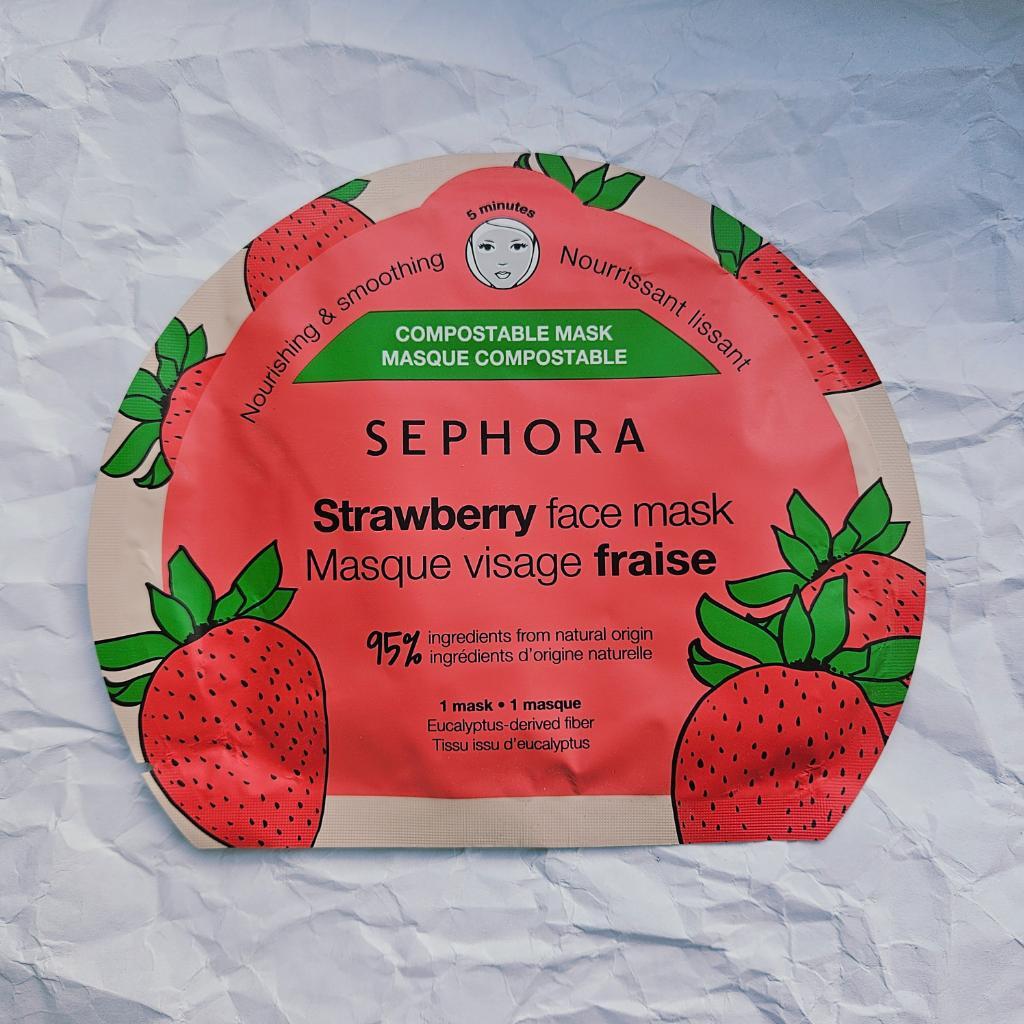 5 minutes
Nourishing & smoothing
Nourrissant lissant
COMPOSTABLE MASK
MASQUE COMPOSTABLE
SEPHORA
Strawberry face mask
Masque visage fraise
95% ingredients from natural origin
ingrédients d'origine naturelle
1 mask • 1 masque
Eucalyptus-derived fiber
Tissu issu d'eucalyptus